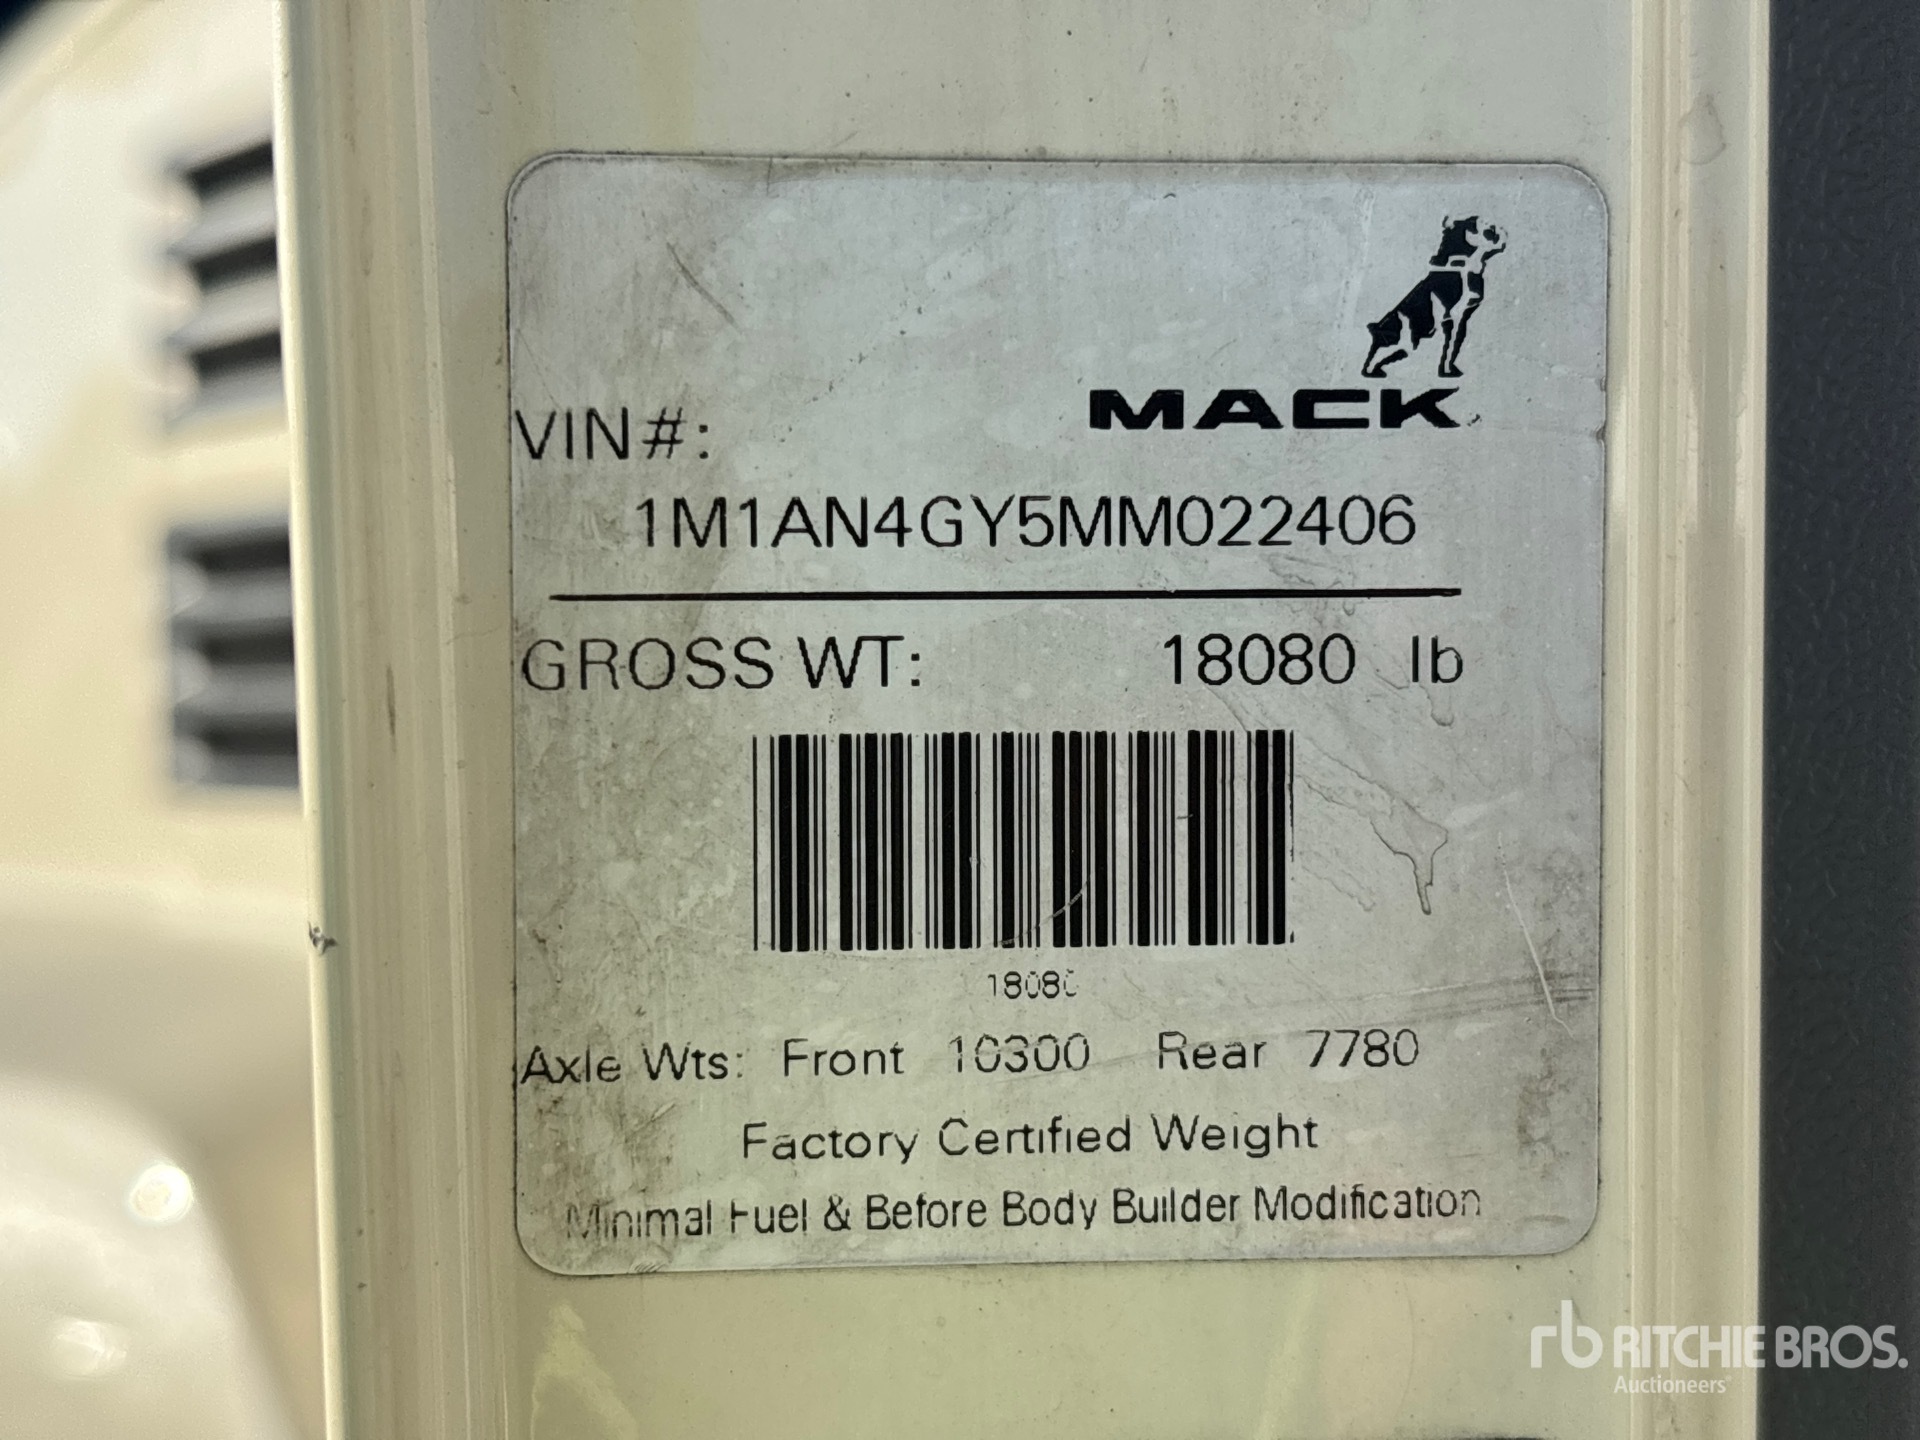 MACK
VIN#:
1M1AN4GY5MM022406
GROSS WT: 18080 lb
18080
Axle Wts: Front 10300 Rear 7780
Factory Certified Weight
Minimal Fuel & Before Body Builder Modification
rb RITCHIE BROS.
Auctioneers